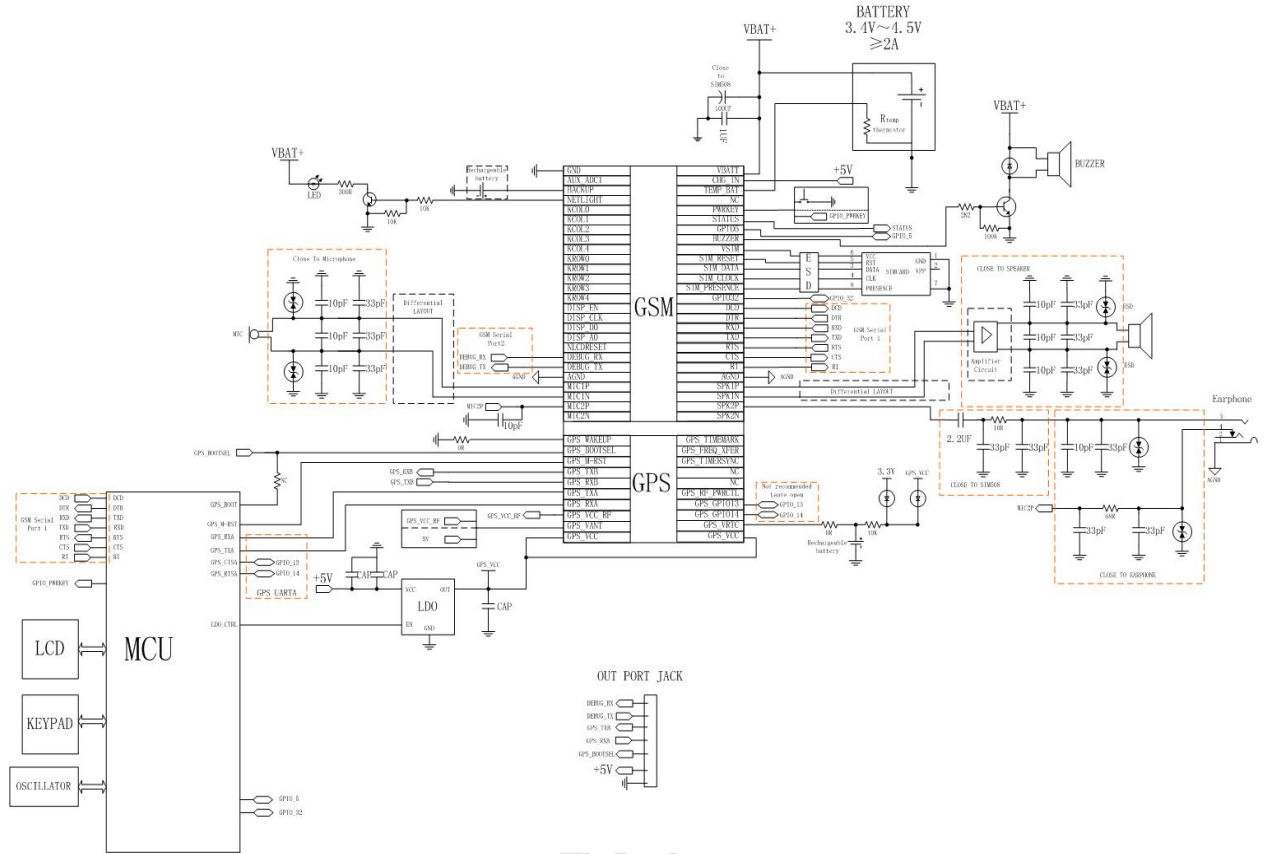 BATTERY
3.4V～4.5V
≥2A
VBAT+
Close
to
SIM508
100UF
1UF
Rtemp
thermostor
VBAT+
BUZZER
2K2
100K
VBAT+
LED
300R
10K
10K
Rechargeable
battery
+5V
GPIO_PWRKEY
STATUS
GPIO_5
GND
AUX_ADC1
BACKUP
NETLIGHT
KCOL0
KCOL1
KCOL2
KCOL3
KCOL4
KROW0
KROW1
KROW2
KROW3
KROW4
DISP_EN
DISP_CLK
DISP_DO
DISP_AO
NLCDRESET
DEBUG_RX
DEBUG_TX
AGND
MIC1P
MIC1N
MIC2P
MIC2N
GSM
VBATT
CHG_IN
TEMP_BAT
NC
PWRKEY
STATUS
GPIO5
BUZZER
VSIM
SIM_RESET
SIM_DATA
SIM_CLOCK
SIM_PRESENCE
GPIO32
DCD
DTR
RXD
TXD
RTS
CTS
RI
AGND
SPK1P
SPK1N
SPK2P
SPK2N
E
S
D
VCC
RST
DATA
CLK
PRESENCE
SIMCARD
GND
VPP
GPIO_32
DCD
DTR
RXD
TXD
RTS
CTS
RI
GSM Serial
Port 1
AGND
Differential LAYOUT
Close To Microphone
10pF
33pF
10pF
33pF
10pF
33pF
MIC
Differential
LAYOUT
GSM Serial
Port2
DEBUG_RX
DEBUG_TX
AGND
MIC2P
10pF
CLOSE TO SPEAKER
10pF
33pF
10pF
33pF
10pF
33pF
ESD
ESD
Amplifier
Circuit
Earphone
3
1
2
AGND
2.2UF
10R
33pF
33pF
CLOSE TO SIM508
10pF
33pF
MIC2P
68R
33pF
33pF
CLOSE TO EARPHONE
0R
GPS_WAKEUP
GPS_BOOTSEL
GPS_M-RST
GPS_TXB
GPS_RXB
GPS_TXA
GPS_RXA
GPS_VCC_RF
GPS_VANT
GPS_VCC
GPS
GPS_TIMEMARK
GPS_FREQ_XFER
GPS_TIMERSYNC
NC
NC
GPS_RF_PWRCTL
GPS_GPIO13
GPS_GPIO14
GPS_VRTC
GPS_VCC
Not recommended
Leave open
GPIO_13
GPIO_14
3.3V
GPS_VCC
0R
10K
Rechargeable
battery
GPS_BOOTSEL
NC
GPS_RXB
GPS_TXB
GPS_VCC_RF
GPS_VCC_RF
5V
GSM Serial
Port 1
DCD
DTR
RXD
TXD
RTS
CTS
RI
DCD
DTR
TXD
RXD
RTS
CTS
RI
GPIO_PWRKET
GPS_BOOT
GPS_M-RST
GPS_RXA
GPS_TXA
GPS_CTSA
GPS_RTSA
LDO_CTRL
MCU
GPIO_13
GPIO_14
GPS UARTA
+5V
CAP
CAP
VCC
OUT
LDO
EN
GND
GPS_VCC
CAP
LCD
KEYPAD
OSCILLATOR
GPIO_5
GPIO_32
OUT PORT JACK
DEBUG_RX
DEBUG_TX
GPS_TXB
GPS_RXB
GPS_BOOTSEL
+5V